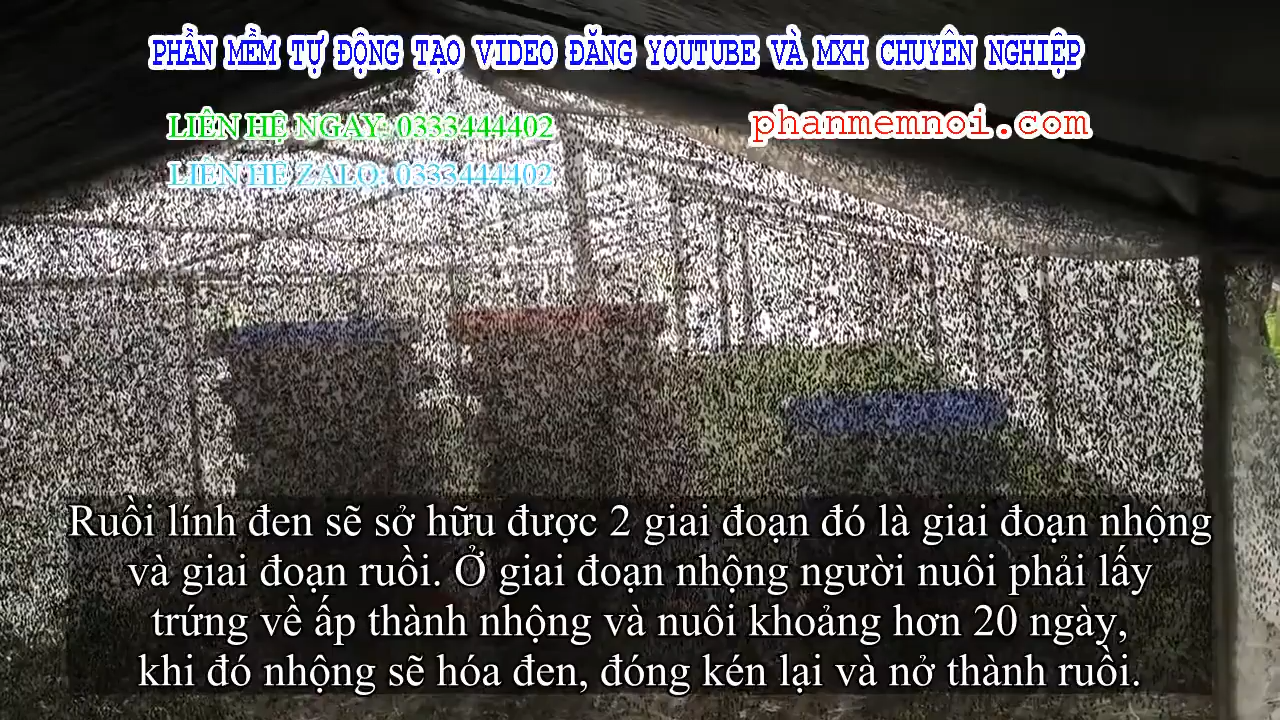 PHẦN MỀM TỰ ĐỘNG TẠO VIDEO ĐĂNG YOUTUBE VÀ MXH CHUYÊN NGHIỆP
LIÊN HỆ NGAY: 0333444402
phanmemnoi.com
LIÊN HỆ ZALO: 0333444402
Ruồi lính đen sẽ sở hữu được 2 giai đoạn đó là giai đoạn nhộng
và giai đoạn ruồi. Ở giai đoạn nhộng người nuôi phải lấy
trứng về ấp thành nhộng và nuôi khoảng hơn 20 ngày,
khi đó nhộng sẽ hóa đen, đóng kén lại và nở thành ruồi.